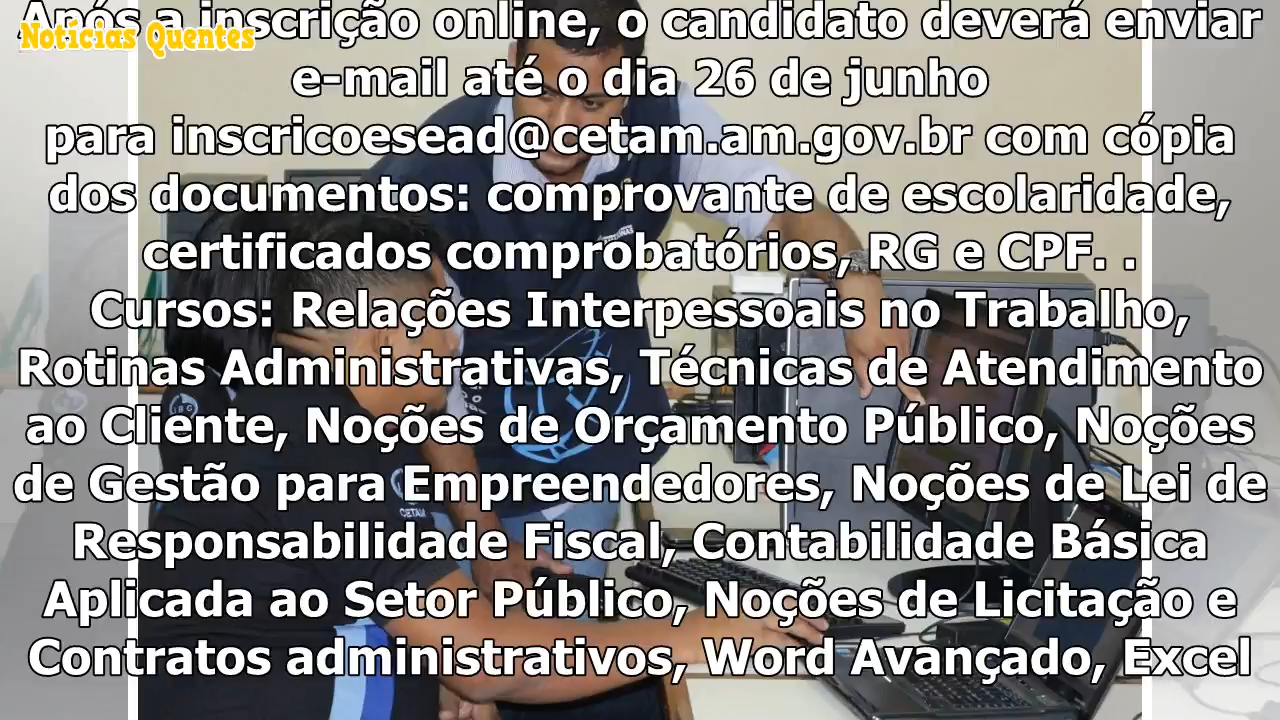 Após a inscrição online, o candidato deverá enviar
Notícias Quentes
e-mail até o dia 26 de junho
para inscricoesead@cetam.am.gov.br com cópia
dos documentos: comprovante de escolaridade,
certificados comprobatórios, RG e CPF. .
Cursos: Relações Interpessoais no Trabalho,
Rotinas Administrativas, Técnicas de Atendimento
ao Cliente, Noções de Orçamento Público, Noções
de Gestão para Empreendedores, Noções de Lei de
Responsabilidade Fiscal, Contabilidade Básica
Aplicada ao Setor Público, Noções de Licitação e
Contratos administrativos, Word Avançado, Excel
CETAM